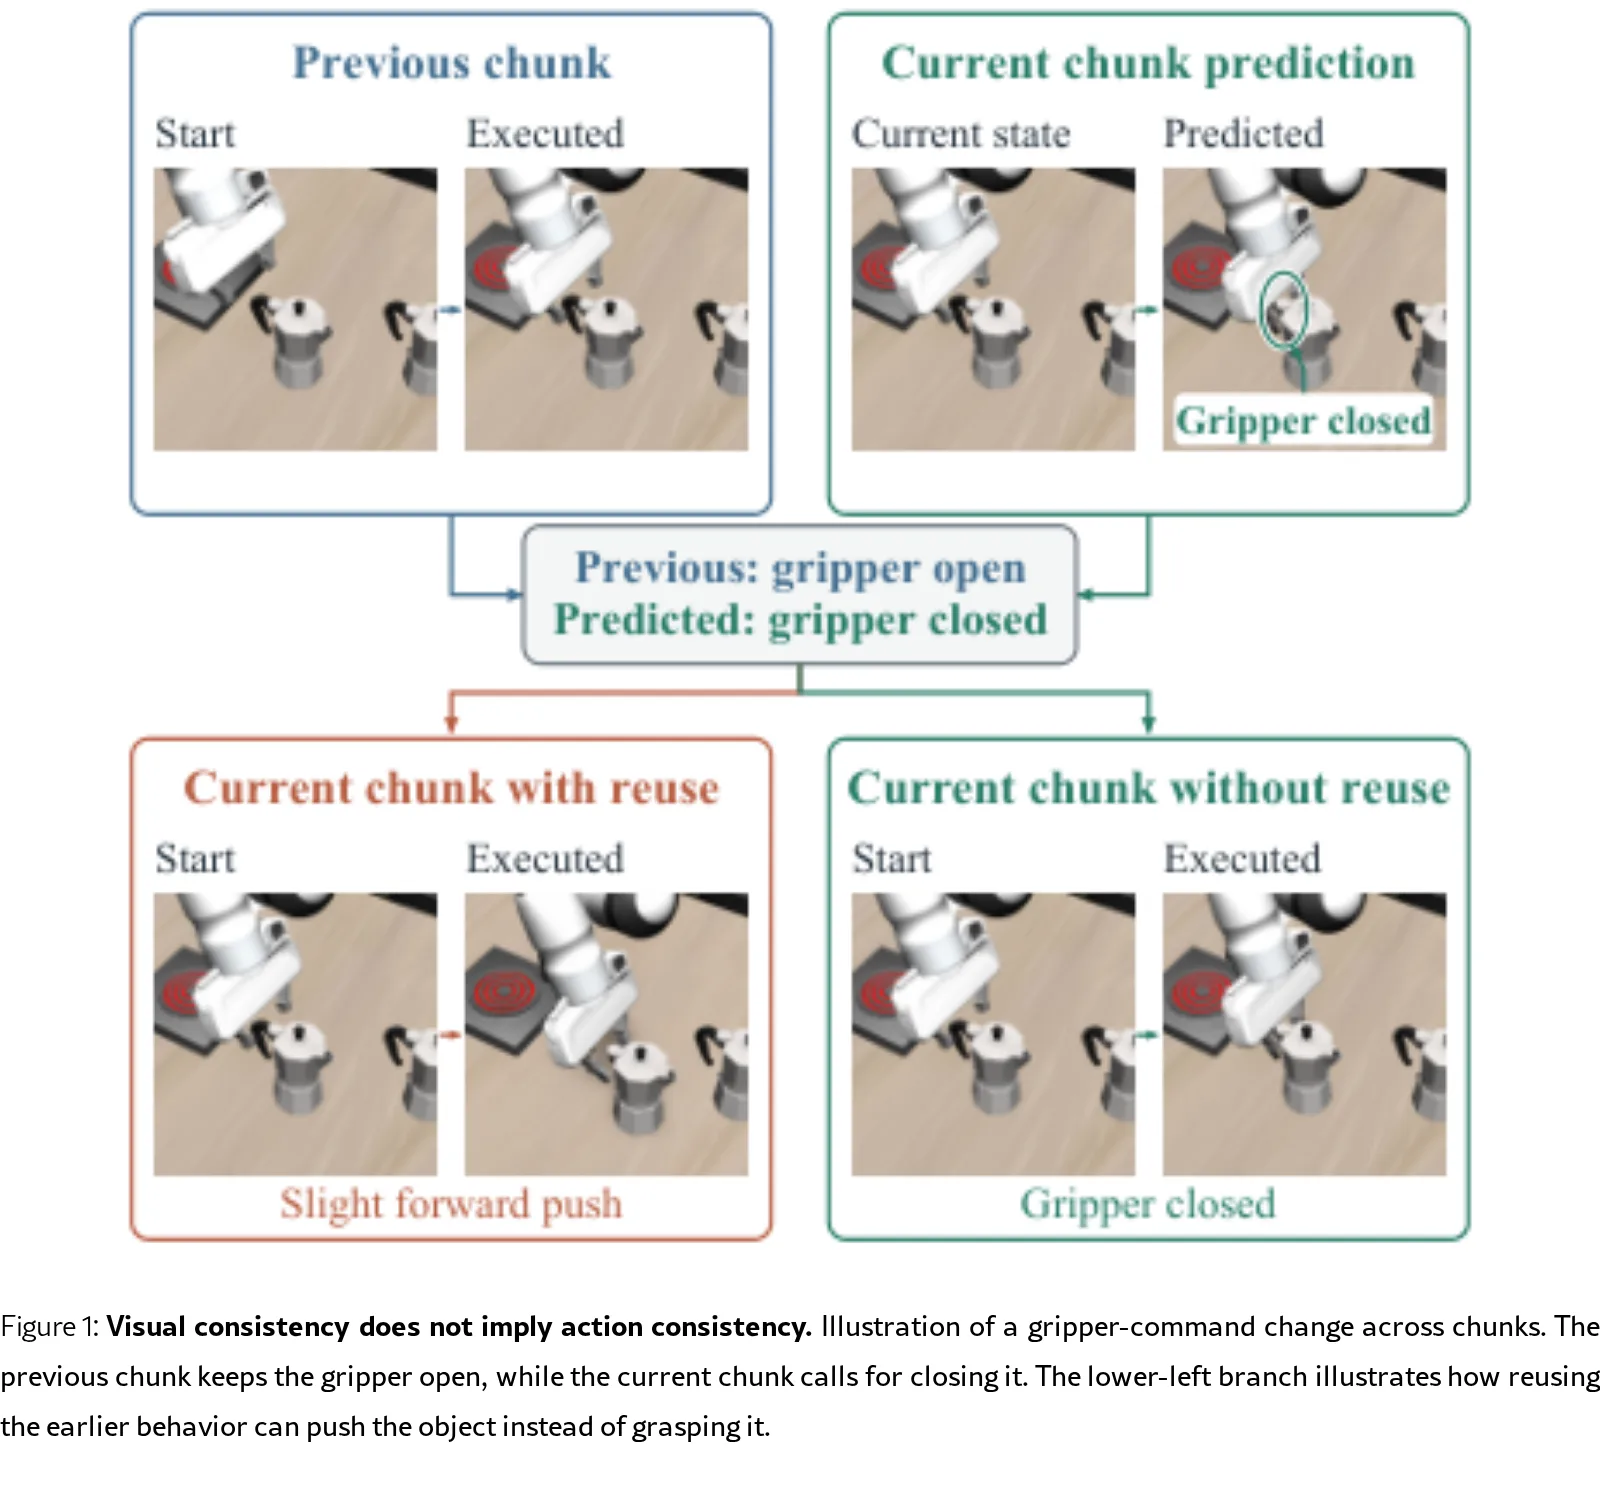 Previous chunk
Start
Executed
Current chunk prediction
Current state
Predicted
Gripper closed
Previous: gripper open
Predicted: gripper closed
Current chunk with reuse
Start
Executed
Slight forward push
Current chunk without reuse
Start
Executed
Gripper closed
Figure 1: Visual consistency does not imply action consistency. Illustration of a gripper-command change across chunks. The
previous chunk keeps the gripper open, while the current chunk calls for closing it. The lower-left branch illustrates how reusing
the earlier behavior can push the object instead of grasping it.